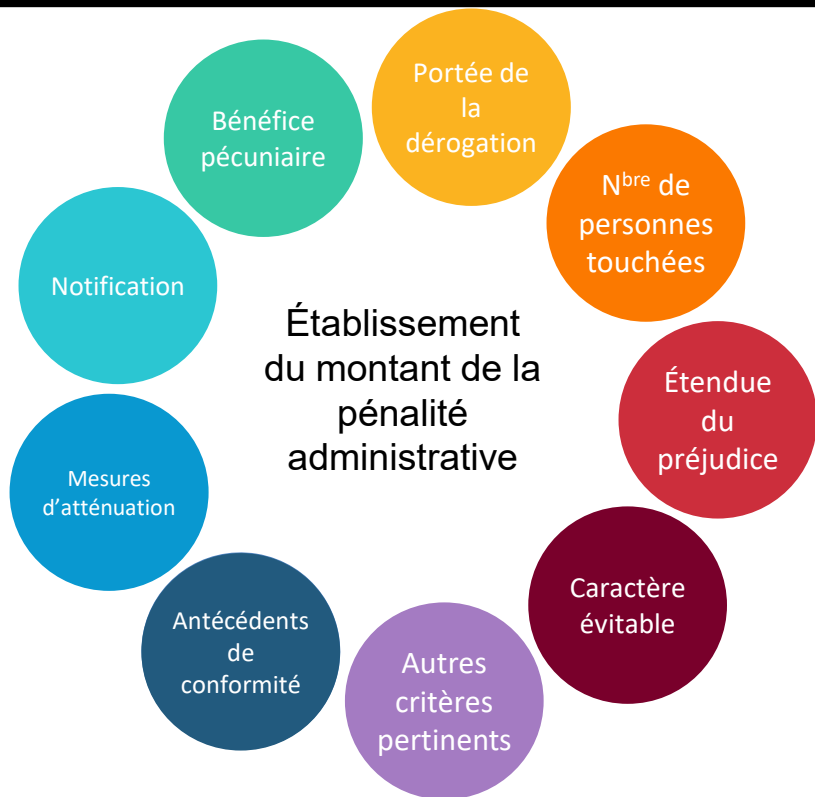 Portée de
la
dérogation
Nbre de
personnes
touchées
Étendue
du
préjudice
Caractère
évitable
Autres
critères
pertinents
Antécédents
de
conformité
Mesures
d’atténuation
Notification
Bénéfice
pécuniaire
Établissement
du montant de la
pénalité
administrative